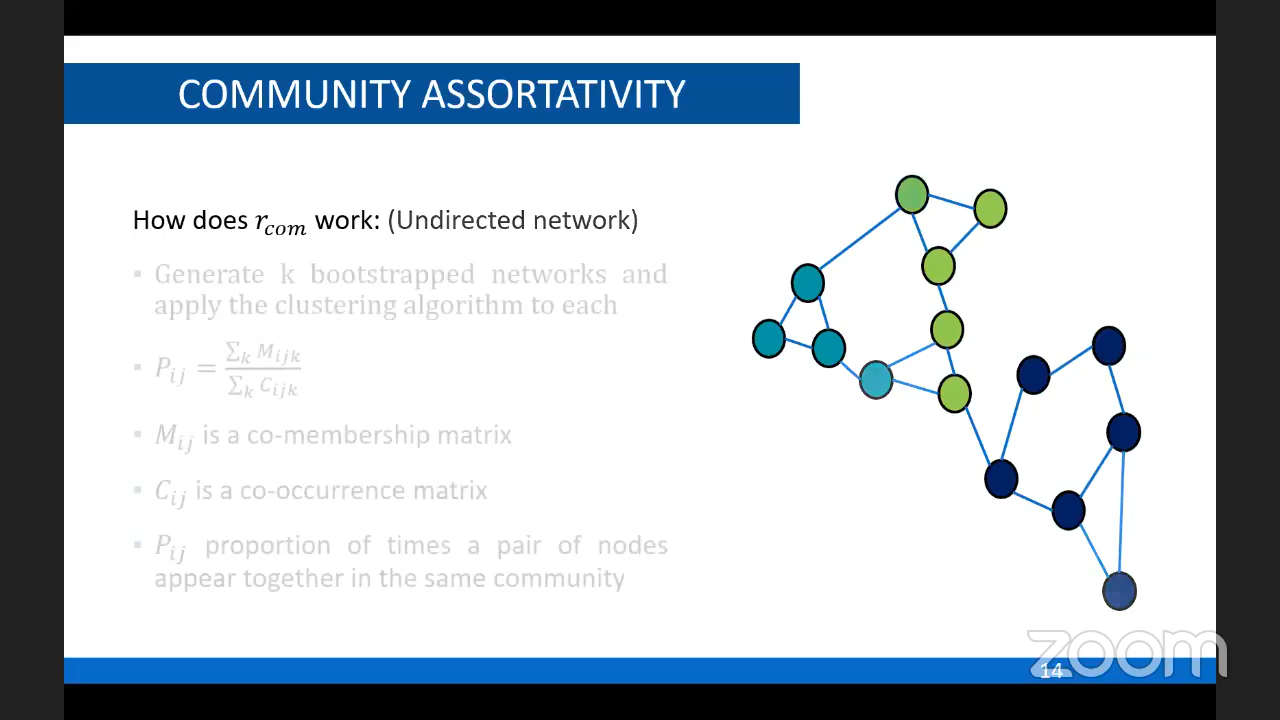 COMMUNITY ASSORTATIVITY
How does r_com work: (Undirected network)
▪ Generate k bootstrapped networks and
apply the clustering algorithm to each
▪ P_ij = ∑_k M_ijk / ∑_k C_ijk
▪ M_ij is a co-membership matrix
▪ C_ij is a co-occurrence matrix
▪ P_ij proportion of times a pair of nodes
appear together in the same community
zoom
14